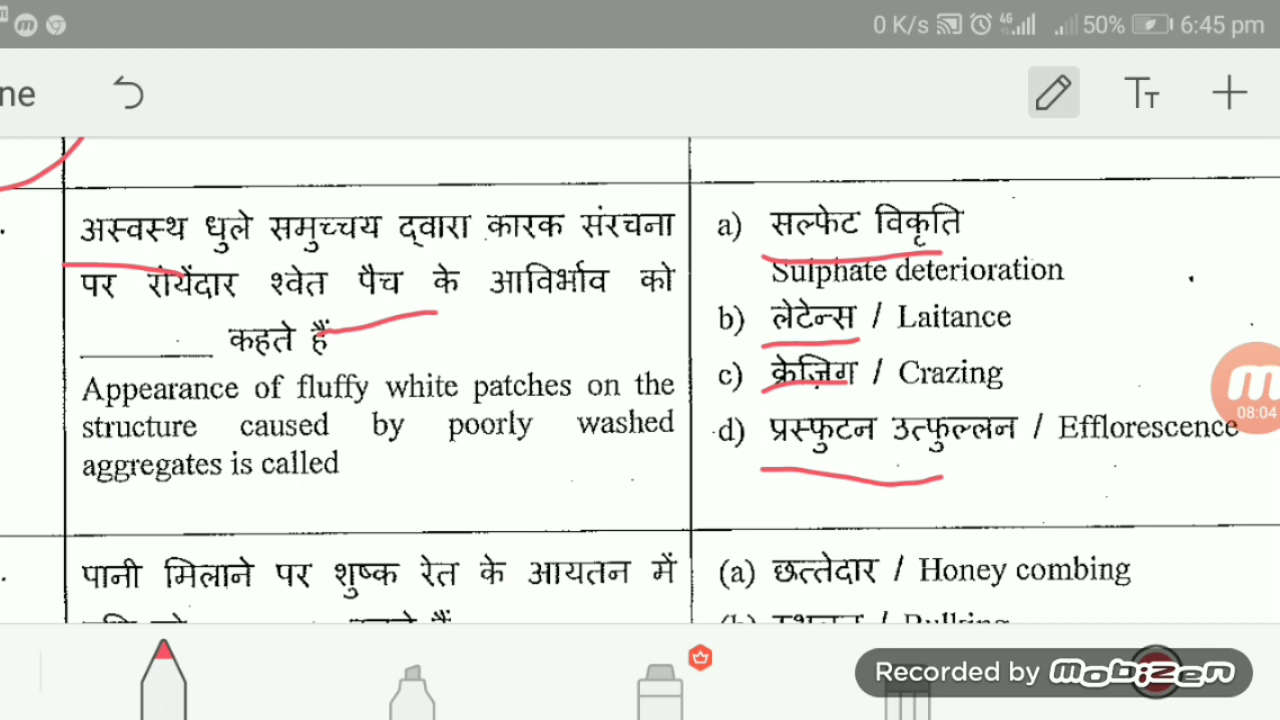 0 K/s 4G 50% 6:45 pm
ne
अस्वस्थ धुले समुच्चय द्वारा कारक संरचना
पर रोयेंदार श्वेत पैच के आविर्भाव को
________ कहते हैं
Appearance of fluffy white patches on the
structure caused by poorly washed
aggregates is called
a) सल्फेट विकृति
Sulphate deterioration
b) लेटेन्स / Laitance
c) क्रेज़िग / Crazing
d) प्रस्फुटन उत्फुल्लन / Efflorescence
08:04
पानी मिलाने पर शुष्क रेत के आयतन में
(a) छत्तेदार / Honey combing
Recorded by mobizen